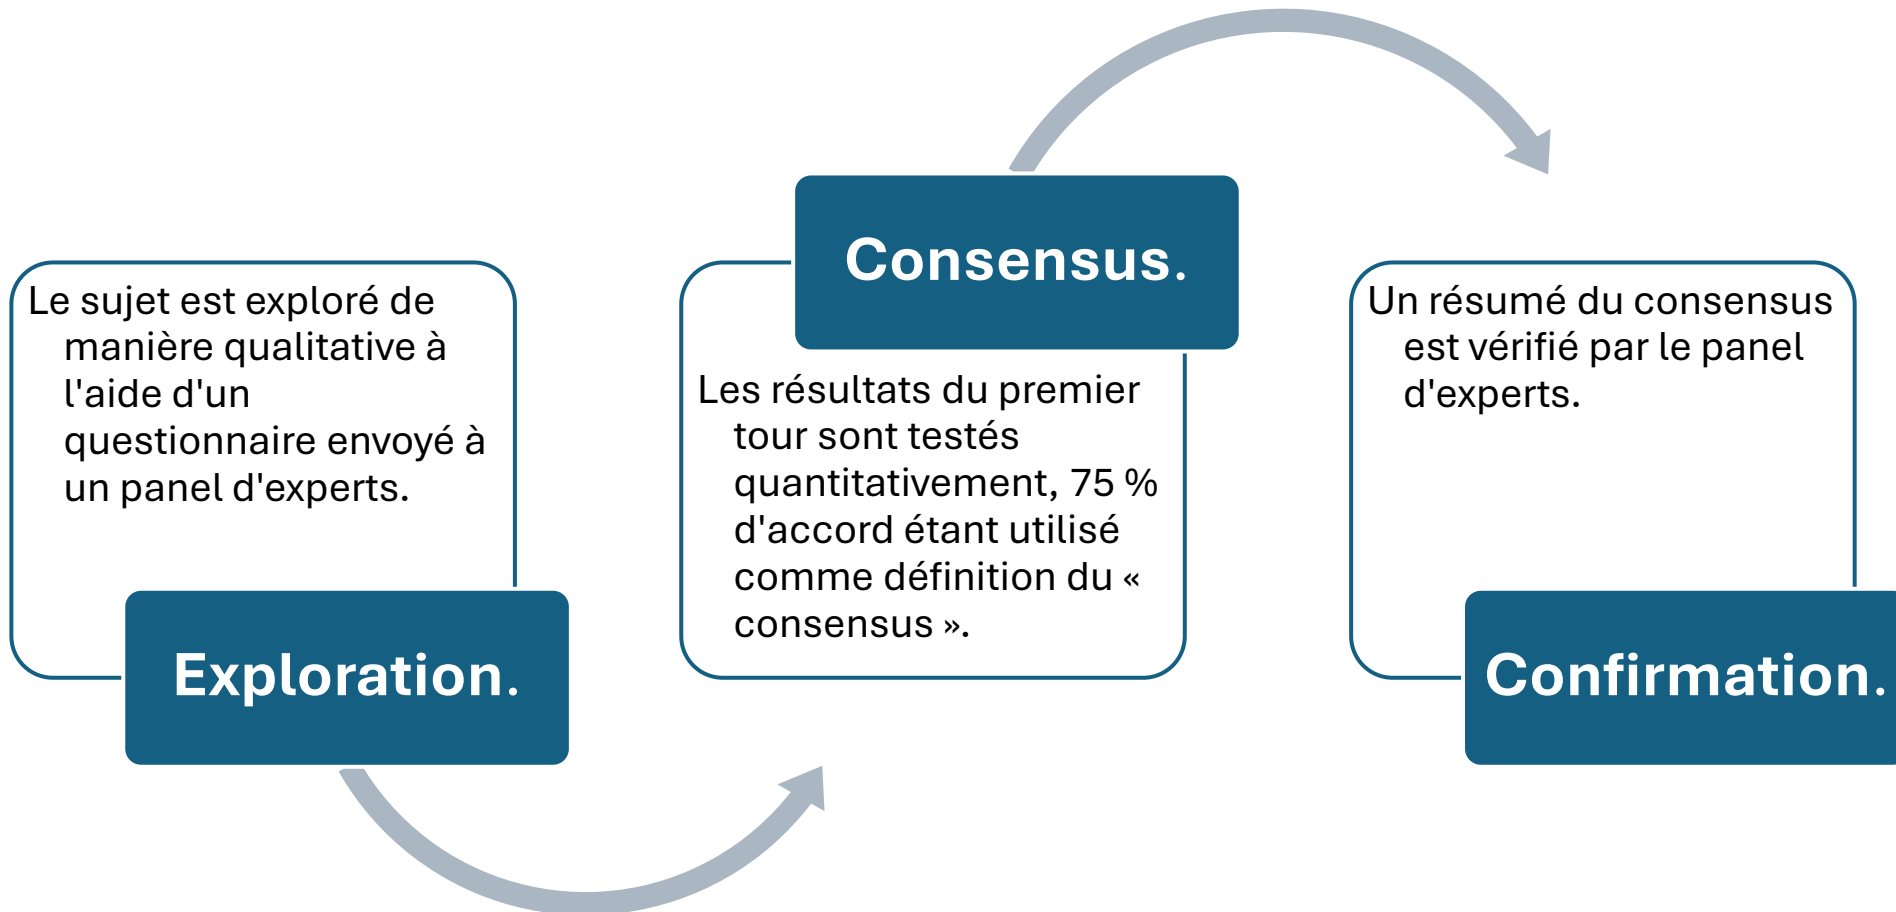 Le sujet est exploré de
manière qualitative à
l'aide d'un
questionnaire envoyé à
un panel d'experts.
Exploration.
Consensus.
Les résultats du premier
tour sont testés
quantitativement, 75 %
d'accord étant utilisé
comme définition du «
consensus ».
Un résumé du consensus
est vérifié par le panel
d'experts.
Confirmation.